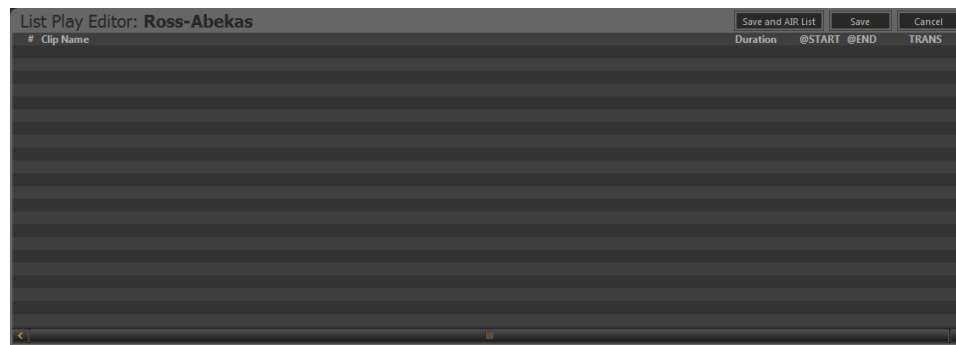 List Play Editor: Ross-Abekas Save and AIR List Save Cancel
# Clip Name Duration @START @END TRANS